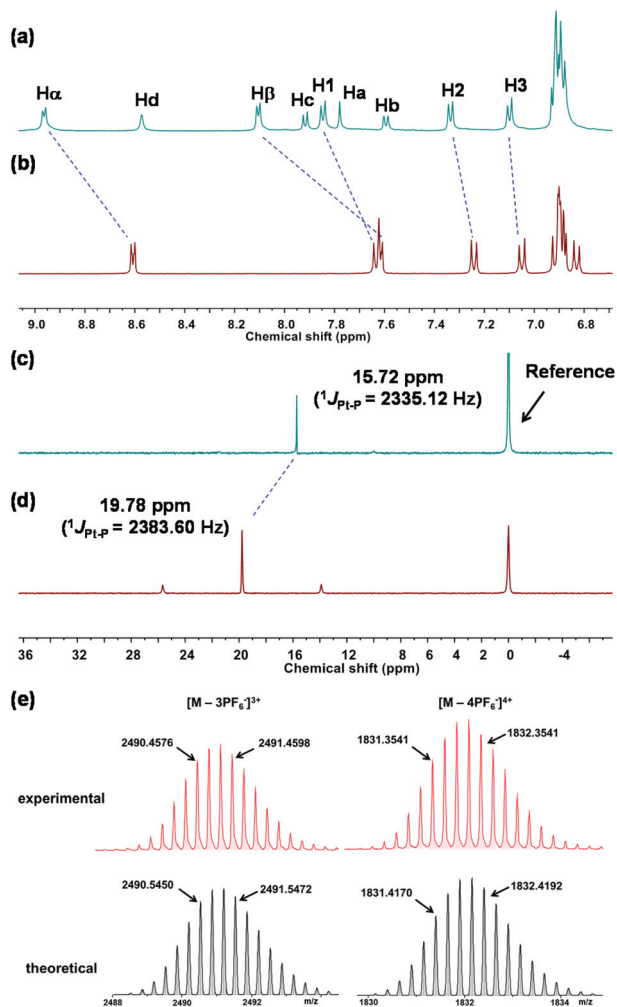 (a)
Hα Hd Hβ Hc H1 Ha Hb H2 H3
(b)
9.0 8.8 8.6 8.4 8.2 8.0 7.8 7.6 7.4 7.2 7.0 6.8
Chemical shift (ppm)
(c)
15.72 ppm
(¹J_Pt-P = 2335.12 Hz)
Reference
(d)
19.78 ppm
(¹J_Pt-P = 2383.60 Hz)
36 32 28 24 20 16 12 8 4 2 0 -4
Chemical shift (ppm)
(e)
[M – 3PF₆⁻]³⁺ [M – 4PF₆⁻]⁴⁺
2490.4576 2491.4598 1831.3541 1832.3541
experimental
2490.5450 2491.5472 1831.4170 1832.4192
theoretical
2488 2490 2492 m/z 1830 1832 1834 m/z